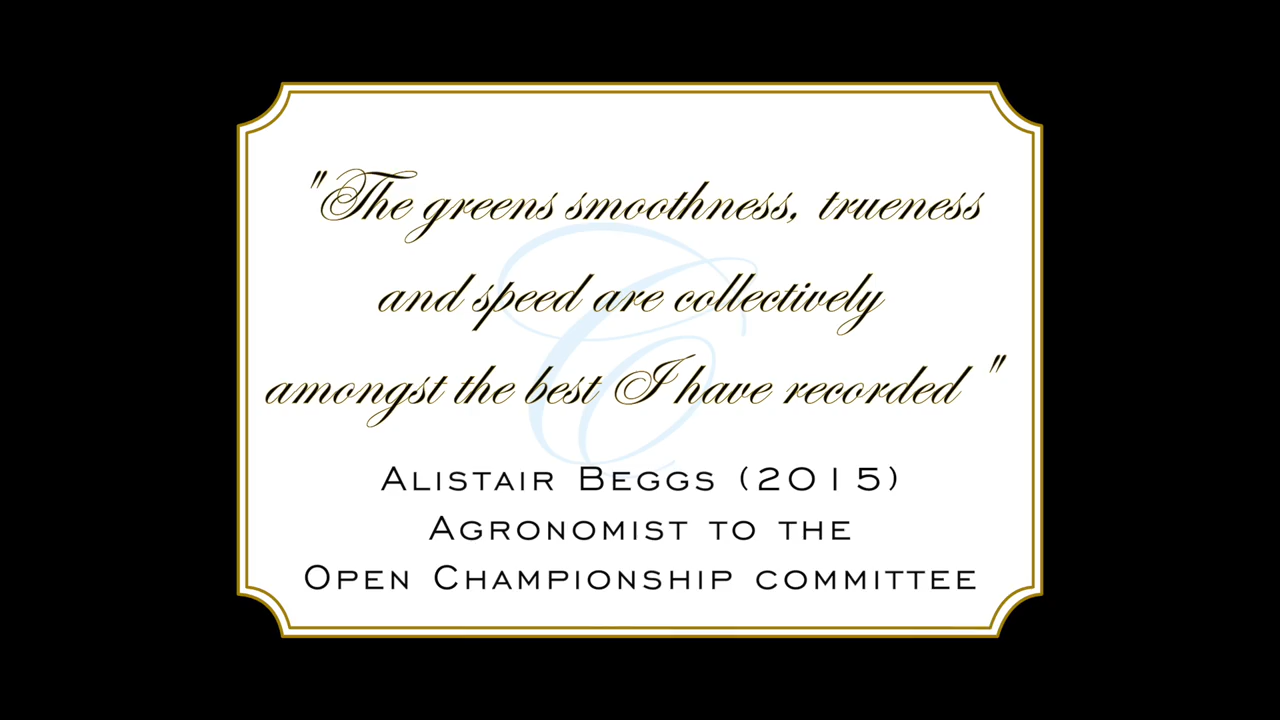 "The greens smoothness, trueness
and speed are collectively
amongst the best I have recorded "
Alistair Beggs (2015)
Agronomist to the
Open Championship committee